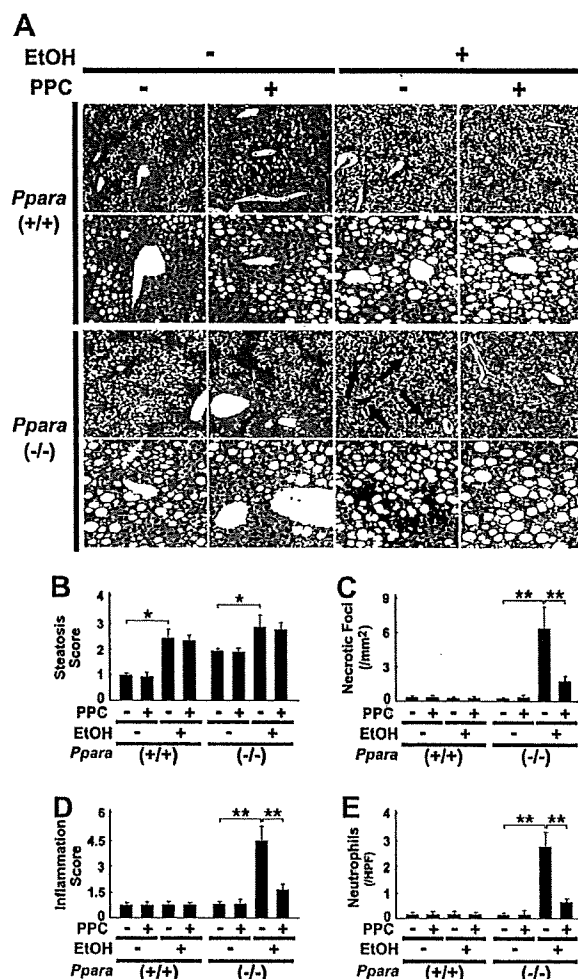 A
EtOH - +
PPC - + - +
Ppara
(+/+)
Ppara
(-/-)
B
Steatosis
Score
4
3
2
1
0
* *
- + - + - + - +
PPC
EtOH - + - +
Ppara (+/+) (-/-)
C
Necrotic Foci
(/mm2)
9
6
3
0
** **
- + - + - + - +
PPC
EtOH - + - +
Ppara (+/+) (-/-)
D
Inflammation
Score
6
4.5
3
1.5
0
** **
- + - + - + - +
PPC
EtOH - + - +
Ppara (+/+) (-/-)
E
Neutrophils
(/HPF)
4
3
2
1
0
** **
- + - + - + - +
PPC
EtOH - + - +
Ppara (+/+) (-/-)